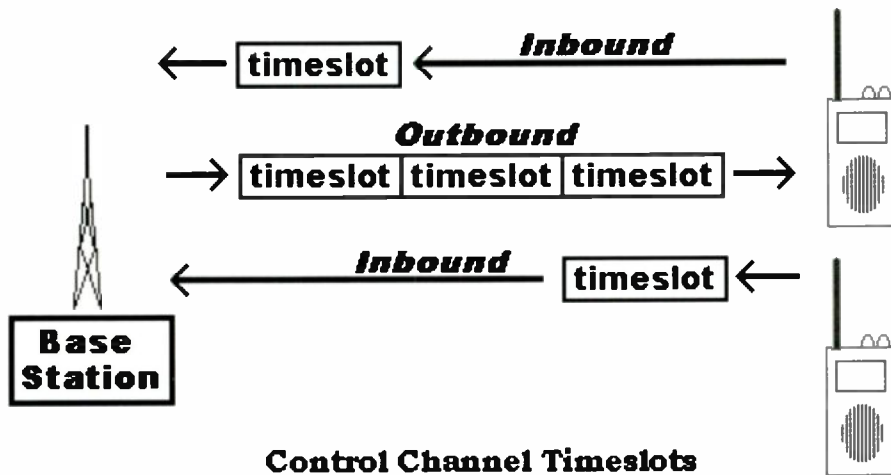 Inbound
timeslot
Outbound
timeslot timeslot timeslot
Inbound
timeslot
Base
Station
Control Channel Timeslots